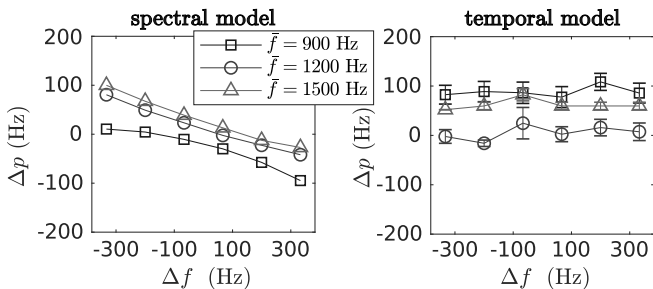 spectral model
temporal model
f̄ = 900 Hz
f̄ = 1200 Hz
f̄ = 1500 Hz
Δp (Hz)
200
100
0
-100
-200
-300 -100 100 300
Δf (Hz)
Δp (Hz)
200
100
0
-100
-200
-300 -100 100 300
Δf (Hz)